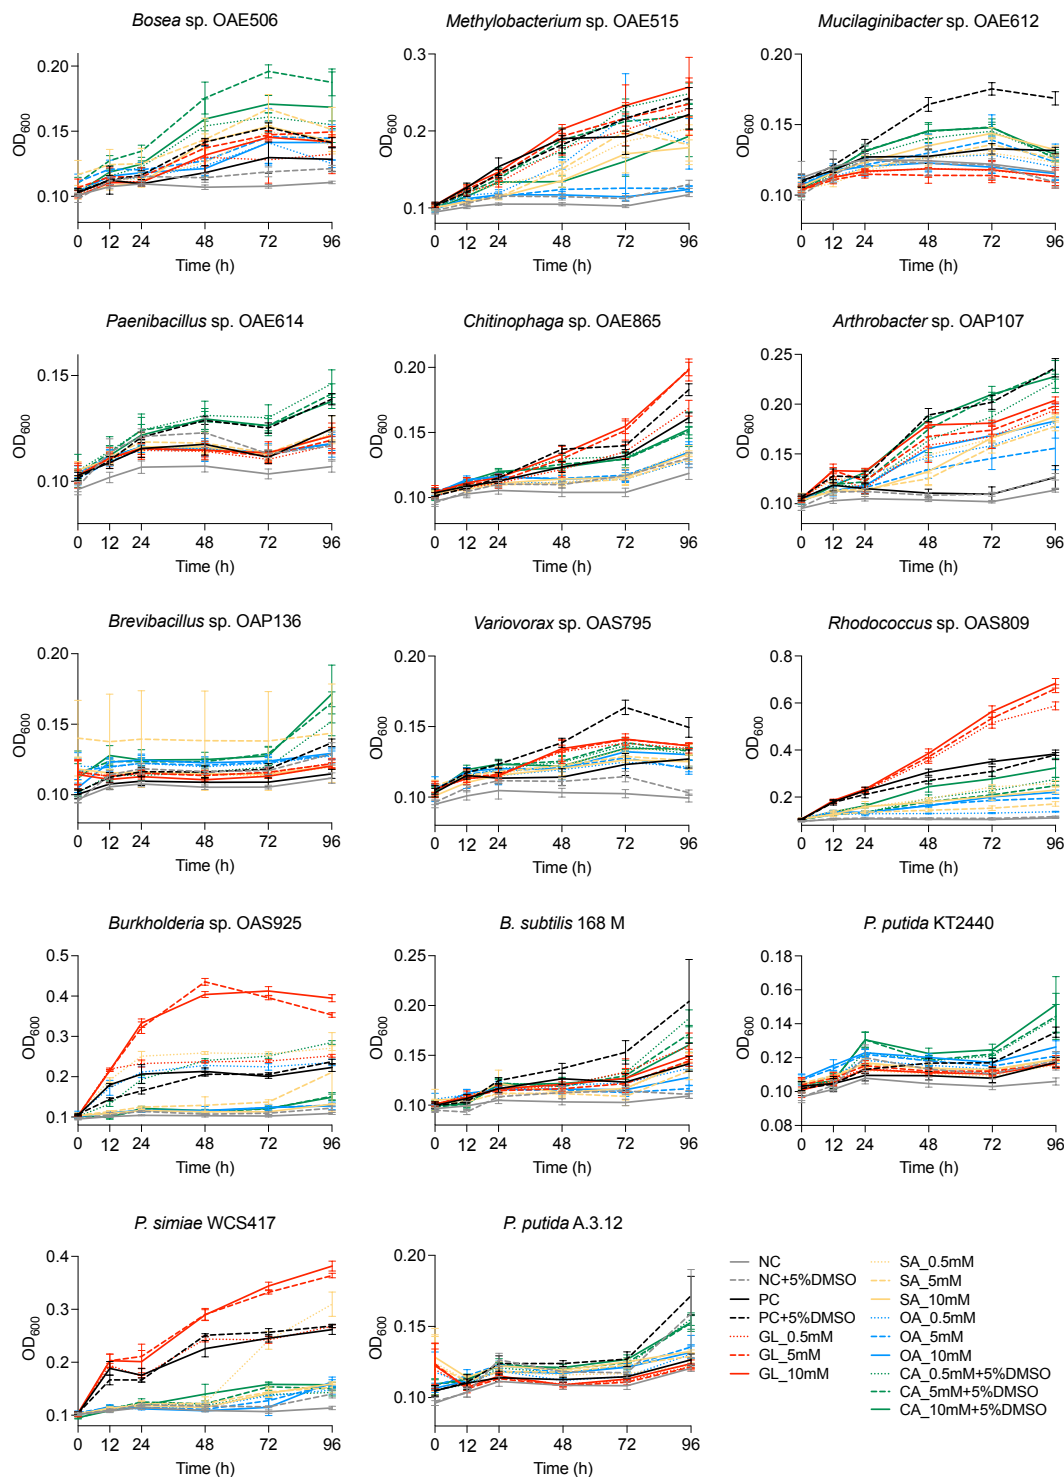 Bosea sp. OAE506
Methylobacterium sp. OAE515
Mucilaginibacter sp. OAE612
OD600
0.20
0.15
0.10
0 12 24 48 72 96
Time (h)
OD600
0.3
0.2
0.1
0 12 24 48 72 96
Time (h)
OD600
0.20
0.15
0.10
0 12 24 48 72 96
Time (h)
Paenibacillus sp. OAE614
Chitinophaga sp. OAE865
Arthrobacter sp. OAP107
OD600
0.15
0.10
0 12 24 48 72 96
Time (h)
OD600
0.20
0.15
0.10
0 12 24 48 72 96
Time (h)
OD600
0.25
0.20
0.15
0.10
0 12 24 48 72 96
Time (h)
Brevibacillus sp. OAP136
Variovorax sp. OAS795
Rhodococcus sp. OAS809
OD600
0.20
0.15
0.10
0 12 24 48 72 96
Time (h)
OD600
0.20
0.15
0.10
0 12 24 48 72 96
Time (h)
OD600
0.8
0.6
0.4
0.2
0 12 24 48 72 96
Time (h)
Burkholderia sp. OAS925
B. subtilis 168 M
P. putida KT2440
OD600
0.5
0.4
0.3
0.2
0.1
0 12 24 48 72 96
Time (h)
OD600
0.25
0.20
0.15
0.10
0 12 24 48 72 96
Time (h)
OD600
0.18
0.16
0.14
0.12
0.10
0.08
0 12 24 48 72 96
Time (h)
P. simiae WCS417
P. putida A.3.12
OD600
0.4
0.3
0.2
0.1
0 12 24 48 72 96
Time (h)
OD600
0.20
0.15
0.10
0 12 24 48 72 96
Time (h)
NC
NC+5%DMSO
PC
PC+5%DMSO
GL_0.5mM
GL_5mM
GL_10mM
SA_0.5mM
SA_5mM
SA_10mM
OA_0.5mM
OA_5mM
OA_10mM
CA_0.5mM+5%DMSO
CA_5mM+5%DMSO
CA_10mM+5%DMSO